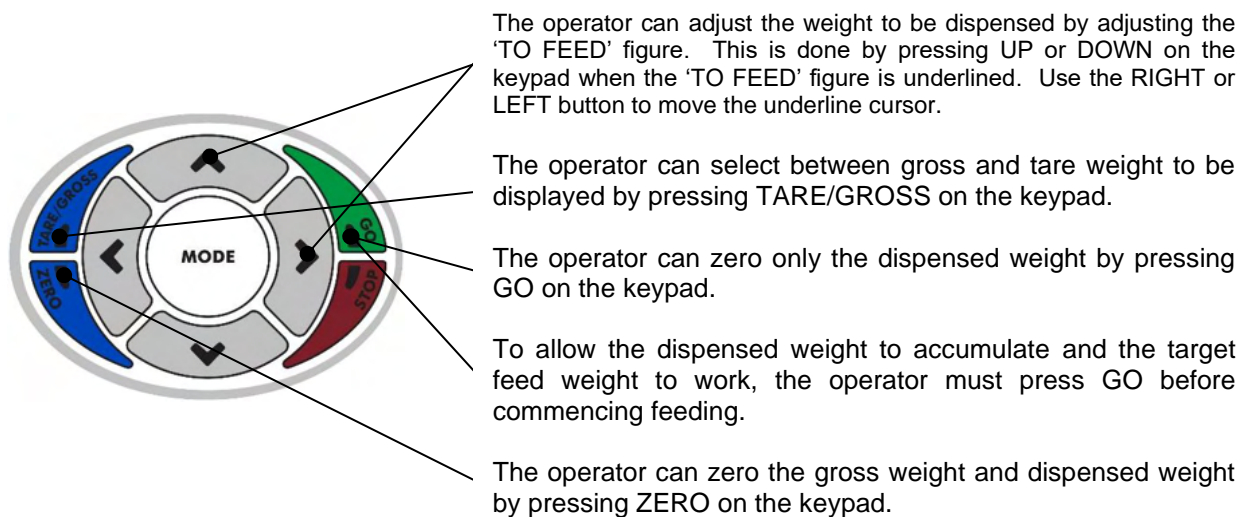 The operator can adjust the weight to be dispensed by adjusting the
‘TO FEED’ figure. This is done by pressing UP or DOWN on the
keypad when the ‘TO FEED’ figure is underlined. Use the RIGHT or
LEFT button to move the underline cursor.
The operator can select between gross and tare weight to be
displayed by pressing TARE/GROSS on the keypad.
The operator can zero only the dispensed weight by pressing
GO on the keypad.
To allow the dispensed weight to accumulate and the target
feed weight to work, the operator must press GO before
commencing feeding.
The operator can zero the gross weight and dispensed weight
by pressing ZERO on the keypad.
TARE/GROSS
GO
MODE
ZERO
STOP